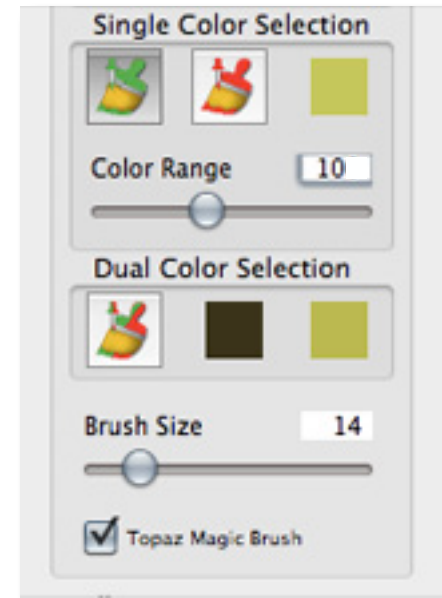 Single Color Selection
Color Range 10
Dual Color Selection
Brush Size 14
Topaz Magic Brush